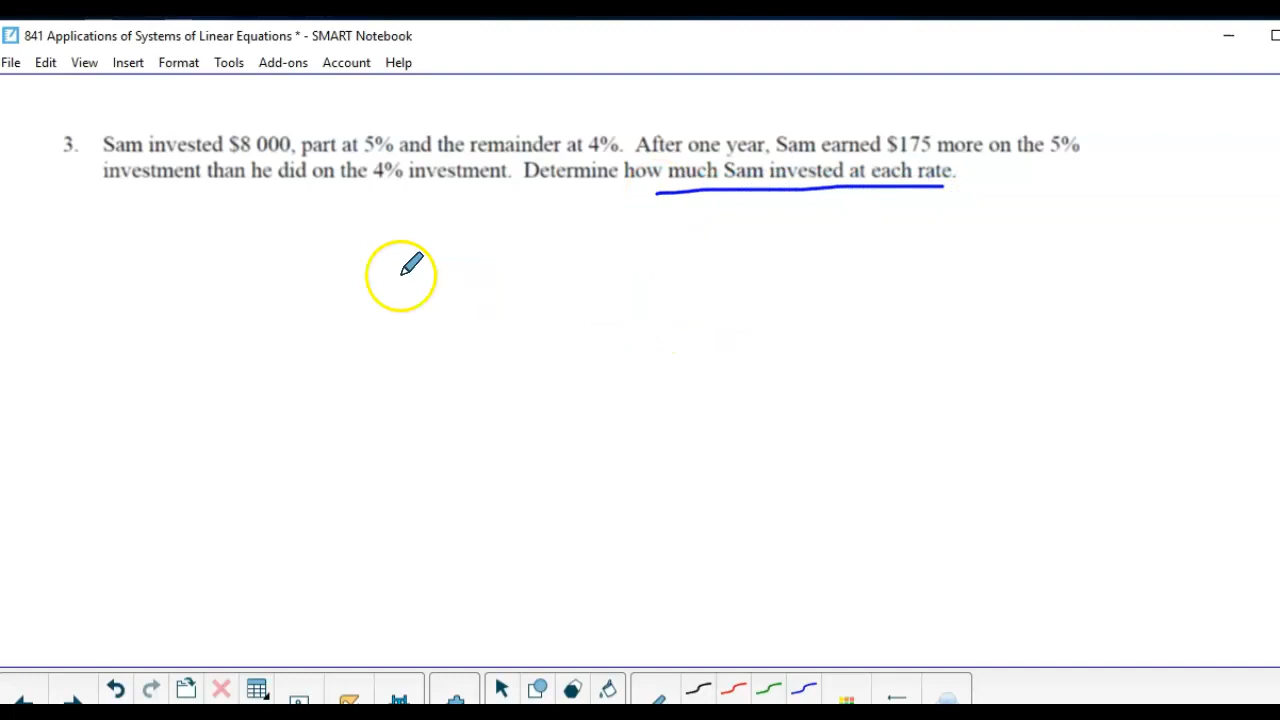 841 Applications of Systems of Linear Equations * - SMART Notebook
File Edit View Insert Format Tools Add-ons Account Help
3. Sam invested $8 000, part at 5% and the remainder at 4%. After one year, Sam earned $175 more on the 5%
investment than he did on the 4% investment. Determine how much Sam invested at each rate.